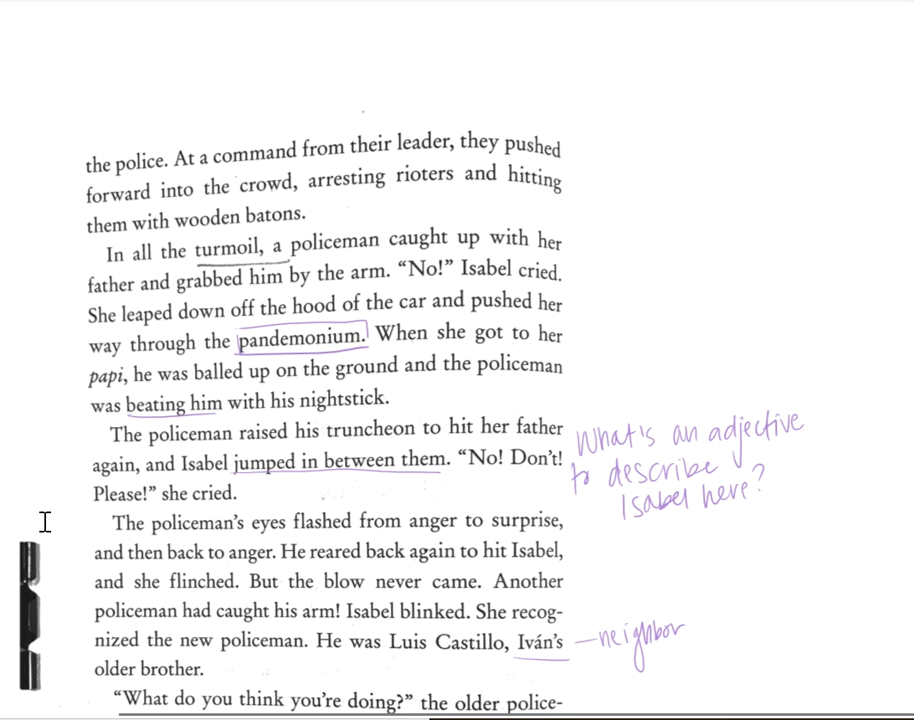 the police. At a command from their leader, they pushed
forward into the crowd, arresting rioters and hitting
them with wooden batons.
In all the turmoil, a policeman caught up with her
father and grabbed him by the arm. “No!” Isabel cried.
She leaped down off the hood of the car and pushed her
way through the pandemonium. When she got to her
papi, he was balled up on the ground and the policeman
was beating him with his nightstick.
The policeman raised his truncheon to hit her father
again, and Isabel jumped in between them. “No! Don’t!
Please!” she cried.
What's an adjective
to describe
Isabel here?
The policeman’s eyes flashed from anger to surprise,
and then back to anger. He reared back again to hit Isabel,
and she flinched. But the blow never came. Another
policeman had caught his arm! Isabel blinked. She recog-
nized the new policeman. He was Luis Castillo, Iván’s
—neighbor
older brother.
“What do you think you’re doing?” the older police-